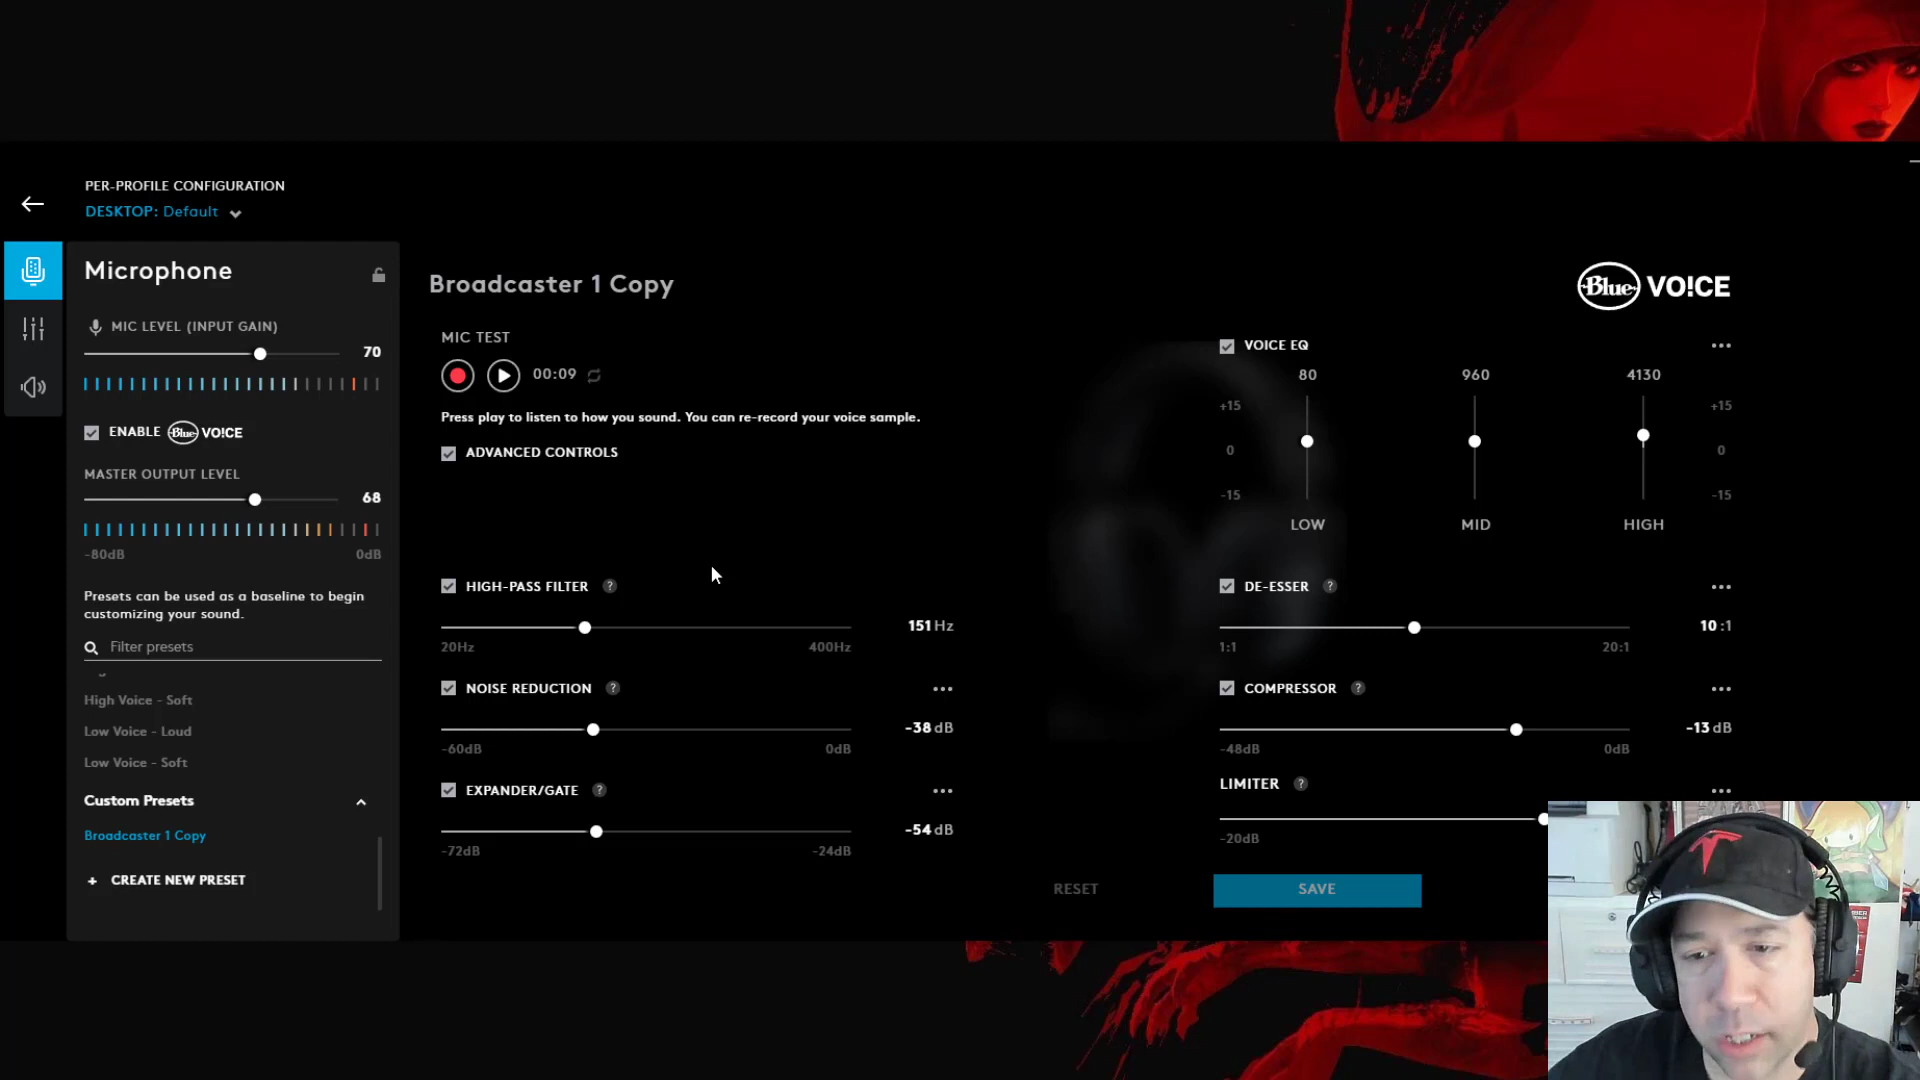 PER-PROFILE CONFIGURATION
DESKTOP: Default
Microphone
MIC LEVEL (INPUT GAIN)
70
ENABLE Blue VO!CE
MASTER OUTPUT LEVEL
68
-80dB 0dB
Presets can be used as a baseline to begin
customizing your sound.
Filter presets
High Voice - Soft
Low Voice - Loud
Low Voice - Soft
Custom Presets
Broadcaster 1 Copy
+ CREATE NEW PRESET
Broadcaster 1 Copy
MIC TEST
00:09
Press play to listen to how you sound. You can re-record your voice sample.
ADVANCED CONTROLS
HIGH-PASS FILTER ?
151 Hz
20Hz 400Hz
NOISE REDUCTION ?
-38 dB
-60dB 0dB
EXPANDER/GATE ?
-54 dB
-72dB -24dB
Blue VO!CE
VOICE EQ
80 960 4130
+15 +15
0 0
-15 -15
LOW MID HIGH
DE-ESSER ?
10 :1
1:1 20:1
COMPRESSOR ?
-13 dB
-48dB 0dB
LIMITER ?
-20dB
RESET SAVE